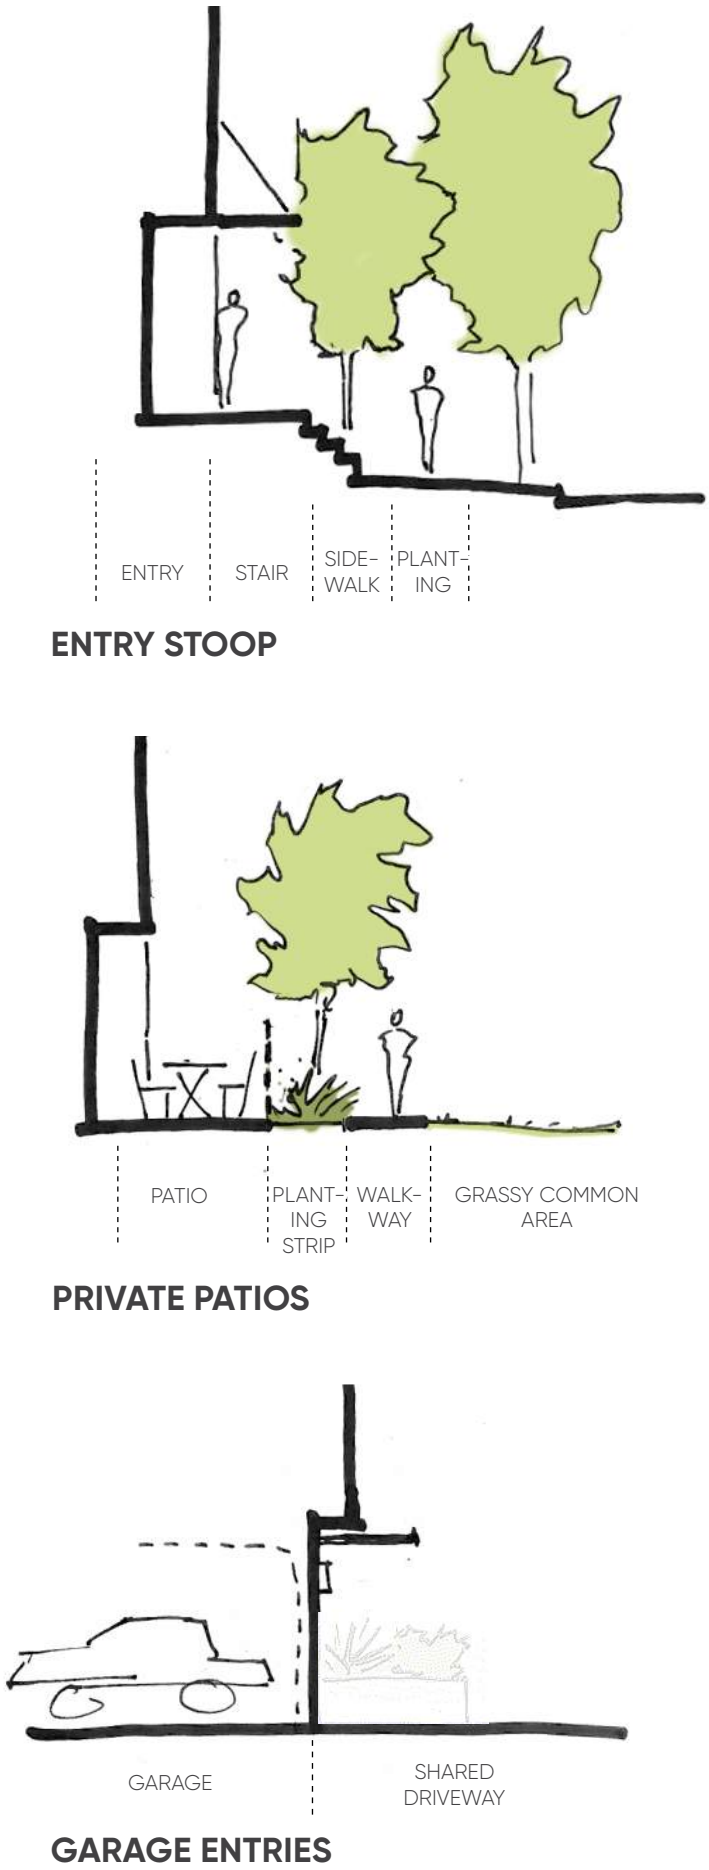 ENTRY
STAIR
SIDE-
WALK
PLANT-
ING
ENTRY STOOP
PATIO
PLANT-
ING
STRIP
WALK-
WAY
GRASSY COMMON
AREA
PRIVATE PATIOS
GARAGE
SHARED
DRIVEWAY
GARAGE ENTRIES